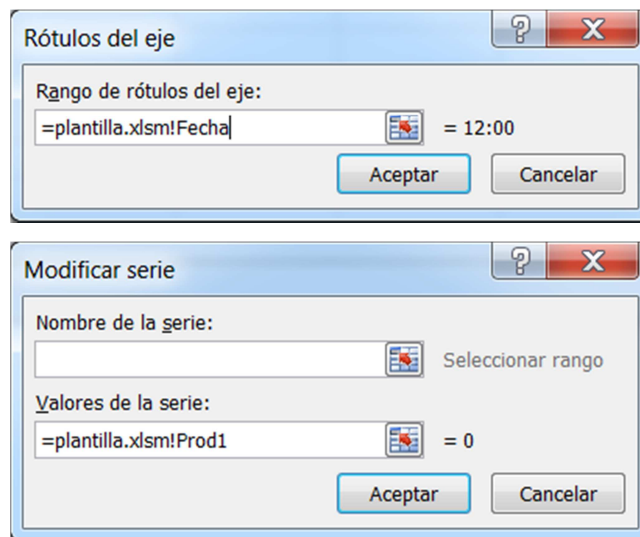 Rótulos del eje
Rango de rótulos del eje:
=plantilla.xlsm!Fecha = 12:00
Aceptar Cancelar
Modificar serie
Nombre de la serie:
Seleccionar rango
Valores de la serie:
=plantilla.xlsm!Prod1 = 0
Aceptar Cancelar